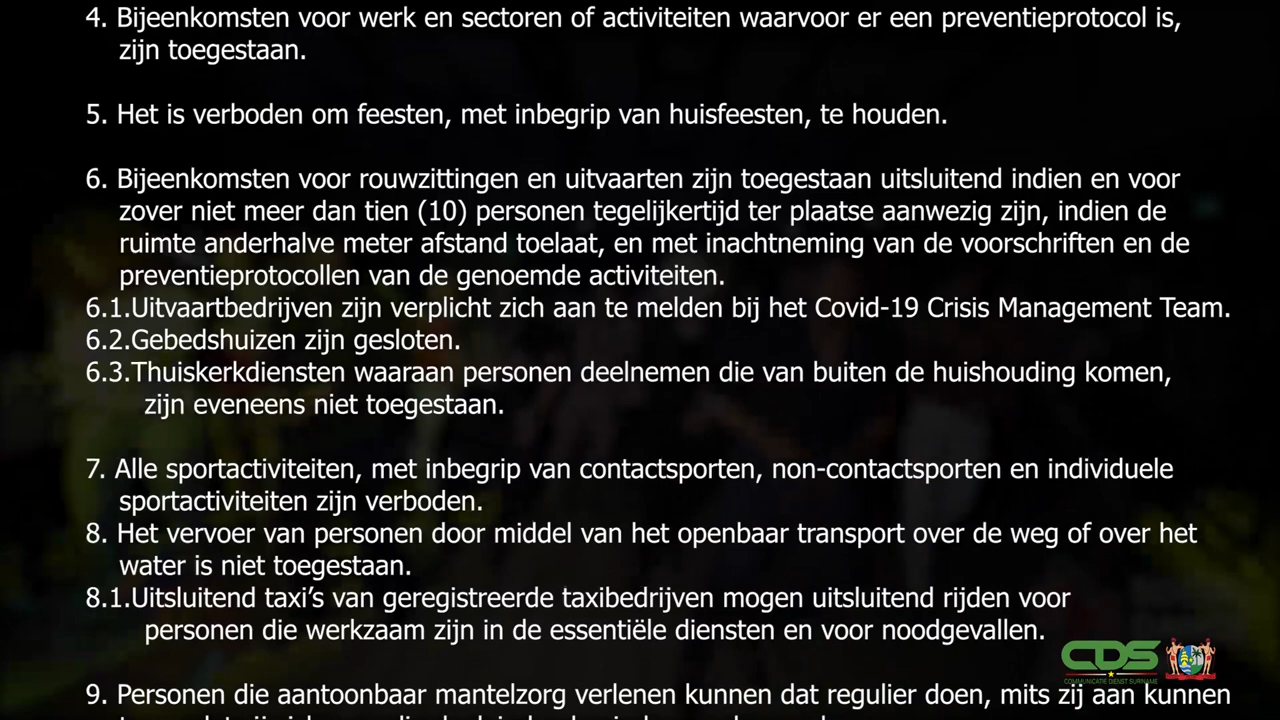 4. Bijeenkomsten voor werk en sectoren of activiteiten waarvoor er een preventieprotocol is,
zijn toegestaan.
5. Het is verboden om feesten, met inbegrip van huisfeesten, te houden.
6. Bijeenkomsten voor rouwzittingen en uitvaarten zijn toegestaan uitsluitend indien en voor
zover niet meer dan tien (10) personen tegelijkertijd ter plaatse aanwezig zijn, indien de
ruimte anderhalve meter afstand toelaat, en met inachtneming van de voorschriften en de
preventieprotocollen van de genoemde activiteiten.
6.1.Uitvaartbedrijven zijn verplicht zich aan te melden bij het Covid-19 Crisis Management Team.
6.2.Gebedshuizen zijn gesloten.
6.3.Thuiskerkdiensten waaraan personen deelnemen die van buiten de huishouding komen,
zijn eveneens niet toegestaan.
7. Alle sportactiviteiten, met inbegrip van contactsporten, non-contactsporten en individuele
sportactiviteiten zijn verboden.
8. Het vervoer van personen door middel van het openbaar transport over de weg of over het
water is niet toegestaan.
8.1.Uitsluitend taxi’s van geregistreerde taxibedrijven mogen uitsluitend rijden voor
personen die werkzaam zijn in de essentiële diensten en voor noodgevallen.
CDS
COMMUNICATIE DIENST SURINAME
9. Personen die aantoonbaar mantelzorg verlenen kunnen dat regulier doen, mits zij aan kunnen